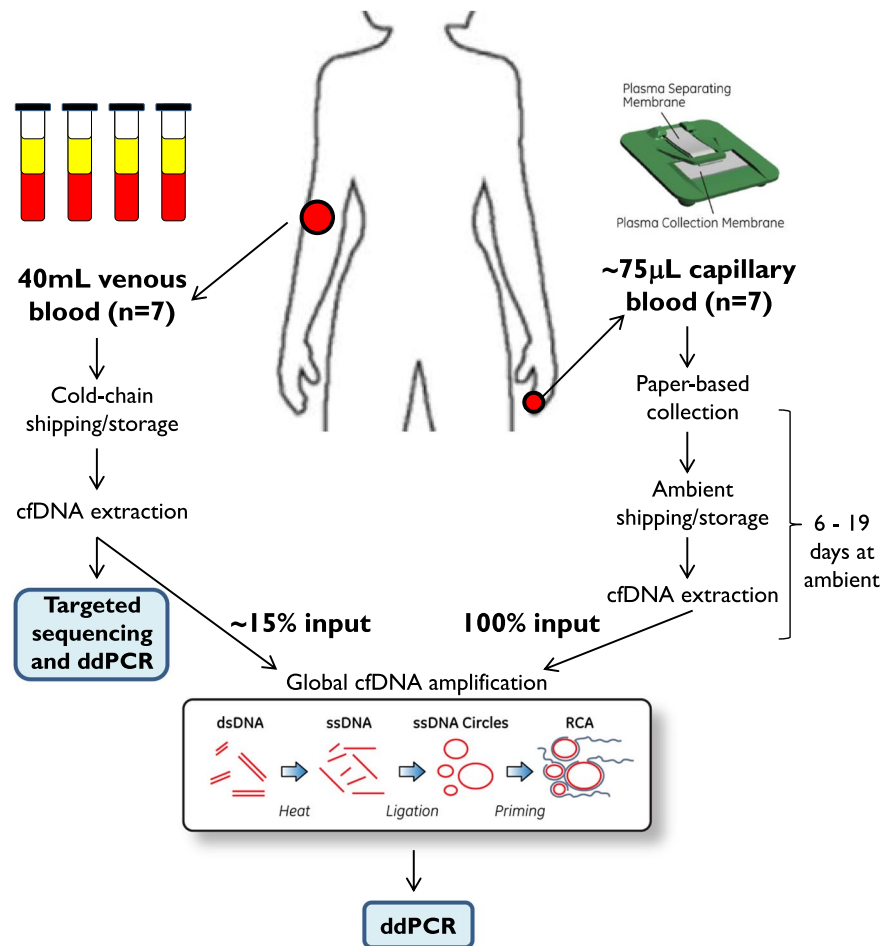 Plasma Separating
Membrane
Plasma Collection Membrane
40mL venous
blood (n=7)
~75μL capillary
blood (n=7)
Cold-chain
shipping/storage
cfDNA extraction
Targeted
sequencing
and ddPCR
Paper-based
collection
Ambient
shipping/storage
cfDNA extraction
6 - 19
days at
ambient
~15% input
100% input
Global cfDNA amplification
dsDNA
ssDNA
ssDNA Circles
RCA
Heat
Ligation
Priming
ddPCR